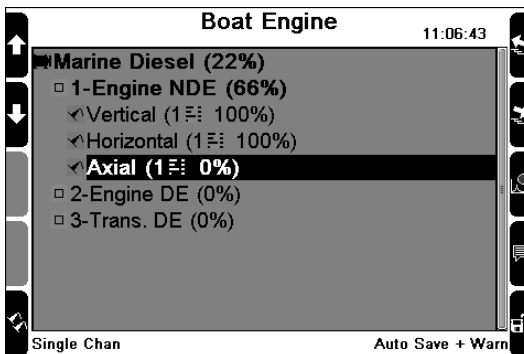 Boat Engine
11:06:43
Marine Diesel (22%)
1-Engine NDE (66%)
Vertical (1 100%)
Horizontal (1 100%)
Axial (1 0%)
2-Engine DE (0%)
3-Trans. DE (0%)
Single Chan
Auto Save + Warn